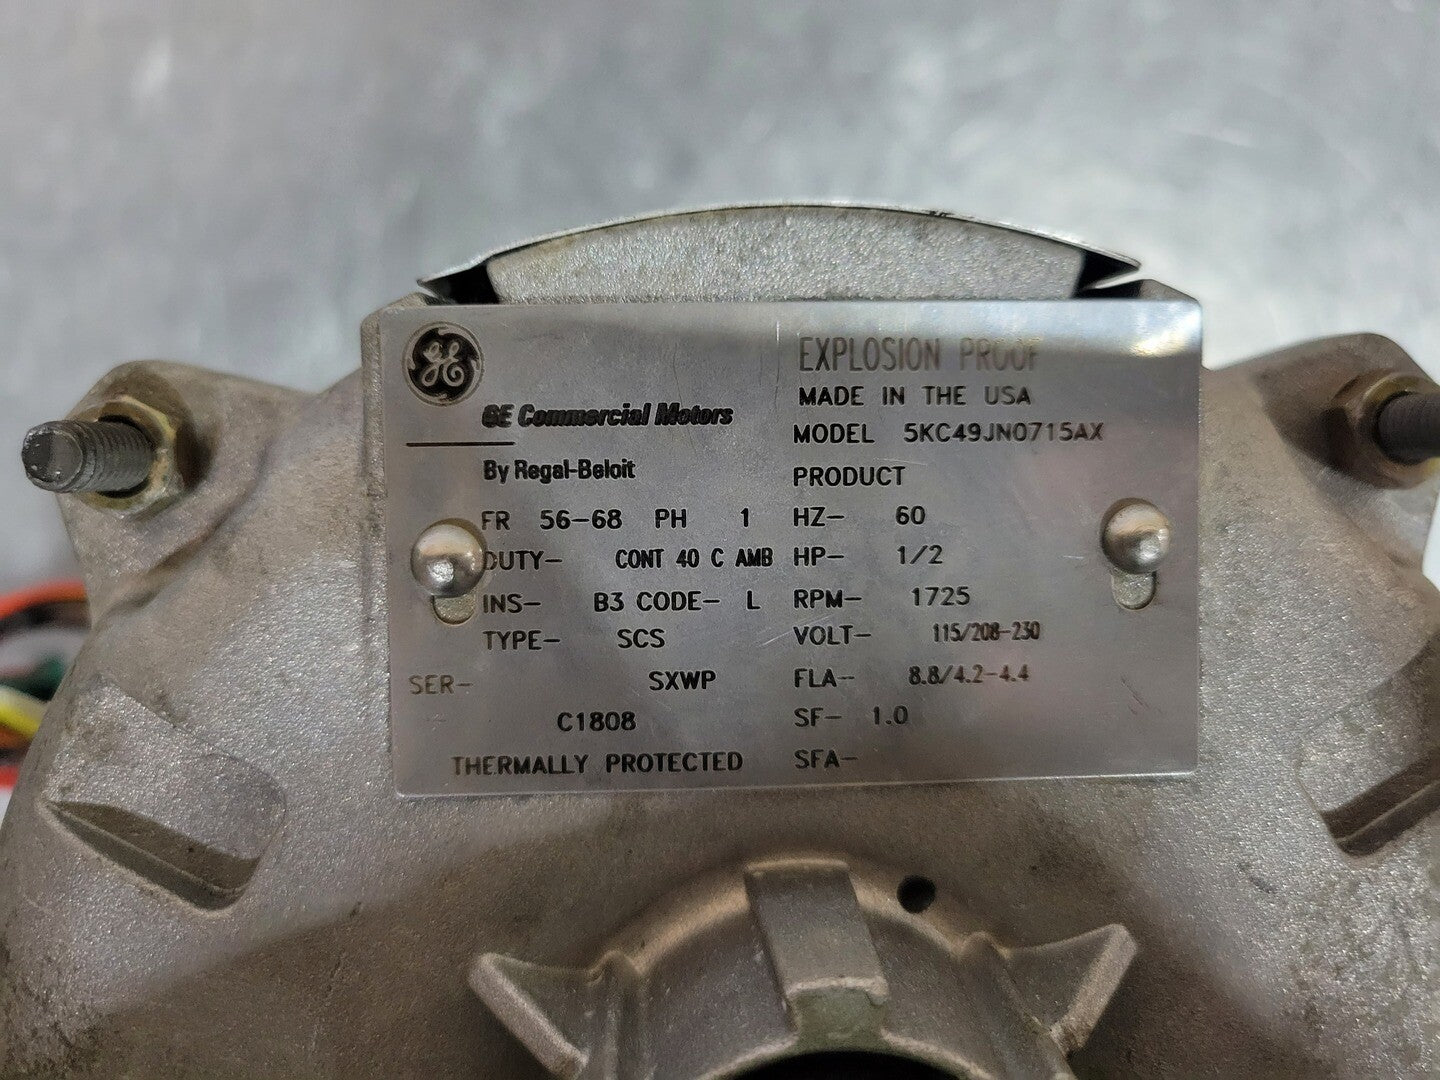 GE
GE Commercial Motors
By Regal-Beloit
EXPLOSION PROOF
MADE IN THE USA
MODEL 5KC49JN0715AX
PRODUCT
FR 56-68 PH 1 HZ- 60
DUTY- CONT 40 C AMB HP- 1/2
INS- B3 CODE- L RPM- 1725
TYPE- SCS VOLT- 115/208-230
SER- SXWP FLA- 8.8/4.2-4.4
C1808 SF- 1.0
THERMALLY PROTECTED SFA-